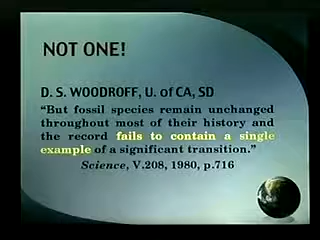 NOT ONE!
D. S. WOODROFF, U. of CA, SD
“But fossil species remain unchanged
throughout most of their history and
the record fails to contain a single
example of a significant transition.”
Science, V.208, 1980, p.716